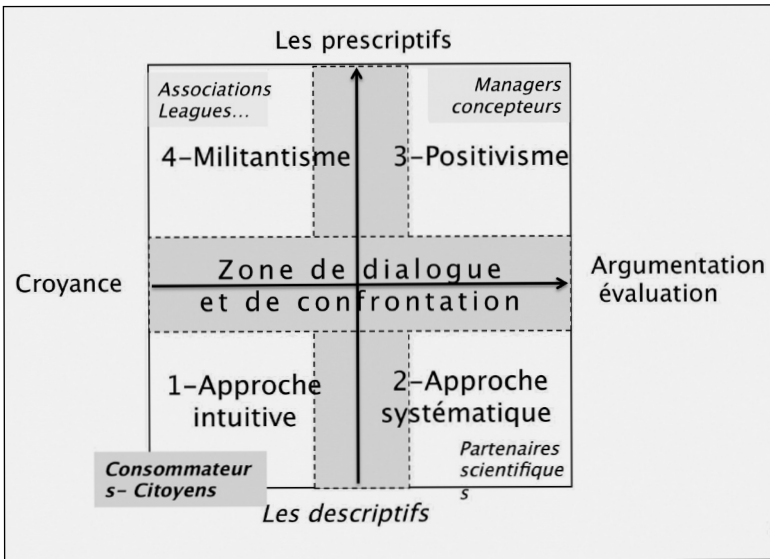 Les prescriptifs
Associations
Leagues…
Managers
concepteurs
4-Militantisme
3-Positivisme
Croyance
Zone de dialogue
et de confrontation
Argumentation
évaluation
1-Approche
intuitive
2-Approche
systématique
Consommateur
s- Citoyens
Partenaires
scientifique
s
Les descriptifs